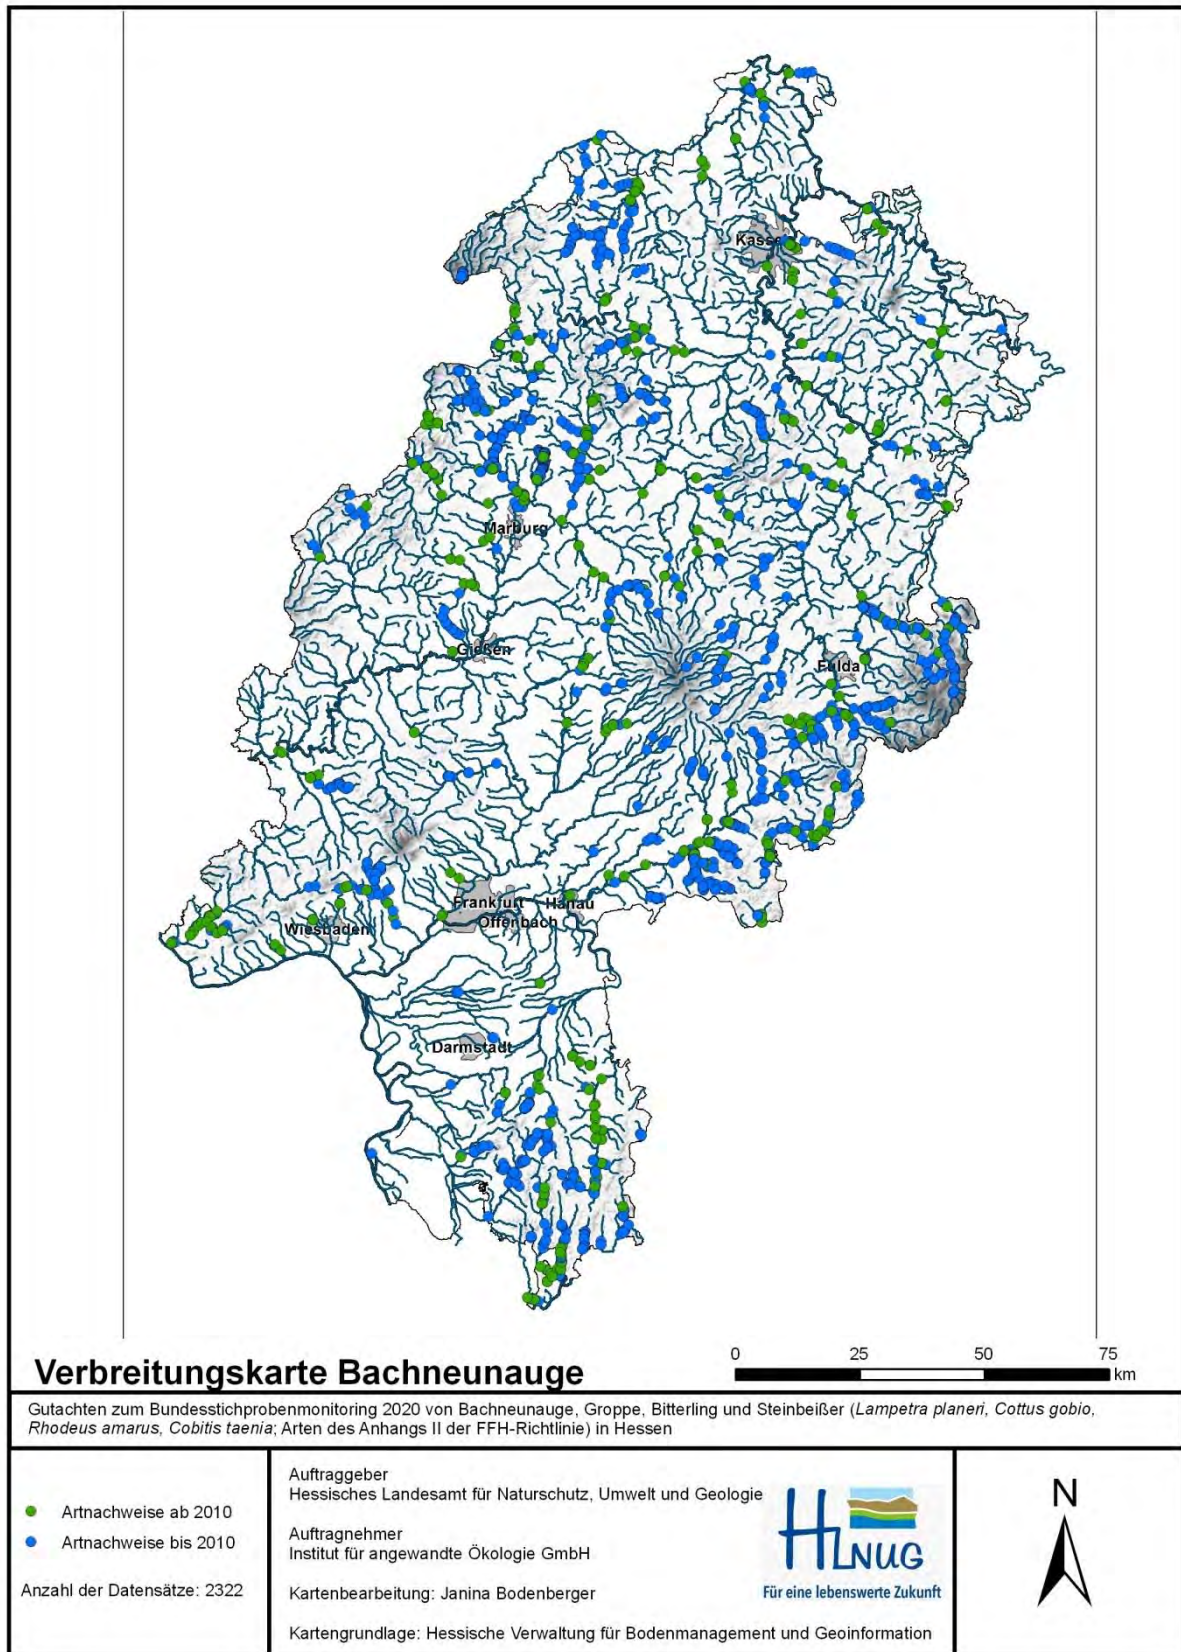 Kassel
Marburg
Gießen
Fulda
Frankfurt
Hanau
Offenbach
Wiesbaden
Darmstadt
Verbreitungskarte Bachneunauge
0 25 50 75
km
Gutachten zum Bundesstichprobenmonitoring 2020 von Bachneunauge, Groppe, Bitterling und Steinbeißer (Lampetra planeri, Cottus gobio,
Rhodeus amarus, Cobitis taenia; Arten des Anhangs II der FFH-Richtlinie) in Hessen
Artnachweise ab 2010
Artnachweise bis 2010
Anzahl der Datensätze: 2322
Auftraggeber
Hessisches Landesamt für Naturschutz, Umwelt und Geologie
Auftragnehmer
Institut für angewandte Ökologie GmbH
Kartenbearbeitung: Janina Bodenberger
Kartengrundlage: Hessische Verwaltung für Bodenmanagement und Geoinformation
HLNUG
Für eine lebenswerte Zukunft
N